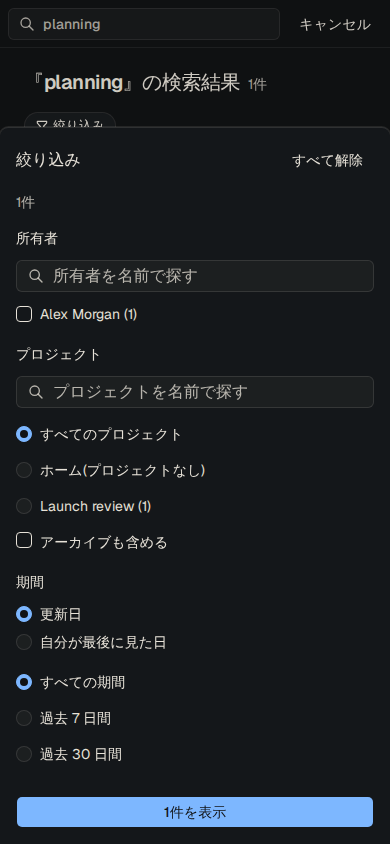 planning
キャンセル
『planning』の検索結果 1件
絞り込み
絞り込み
すべて解除
1件
所有者
所有者を名前で探す
Alex Morgan (1)
プロジェクト
プロジェクトを名前で探す
すべてのプロジェクト
ホーム(プロジェクトなし)
Launch review (1)
アーカイブも含める
期間
更新日
自分が最後に見た日
すべての期間
過去 7 日間
過去 30 日間
1件を表示